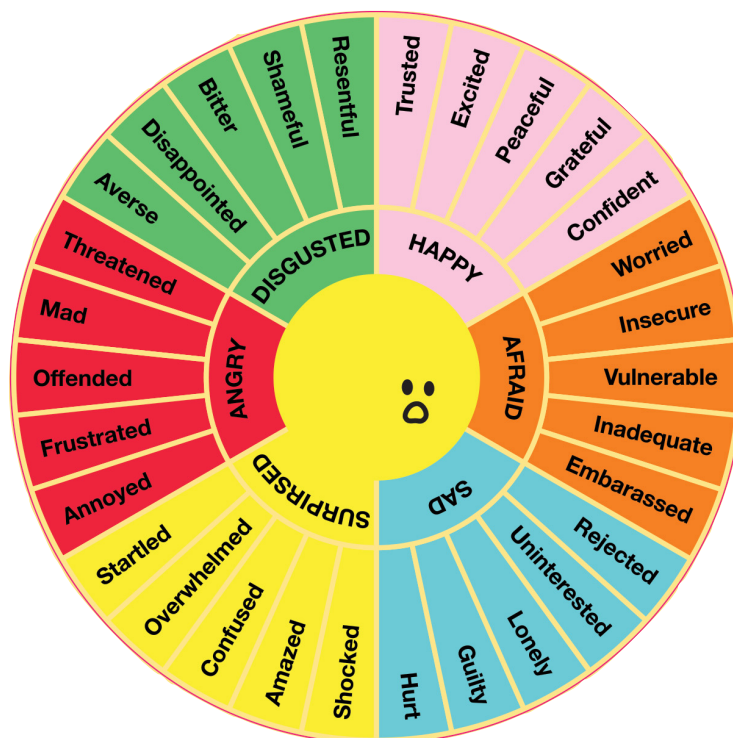 HAPPY
Trusted
Excited
Peaceful
Grateful
Confident
AFRAID
Worried
Insecure
Vulnerable
Inadequate
Embarassed
SAD
Rejected
Uninterested
Lonely
Guilty
Hurt
SURPIRSED
Shocked
Amazed
Confused
Overwhelmed
Startled
ANGRY
Annoyed
Frustrated
Offended
Mad
Threatened
DISGUSTED
Averse
Disappointed
Bitter
Shameful
Resentful